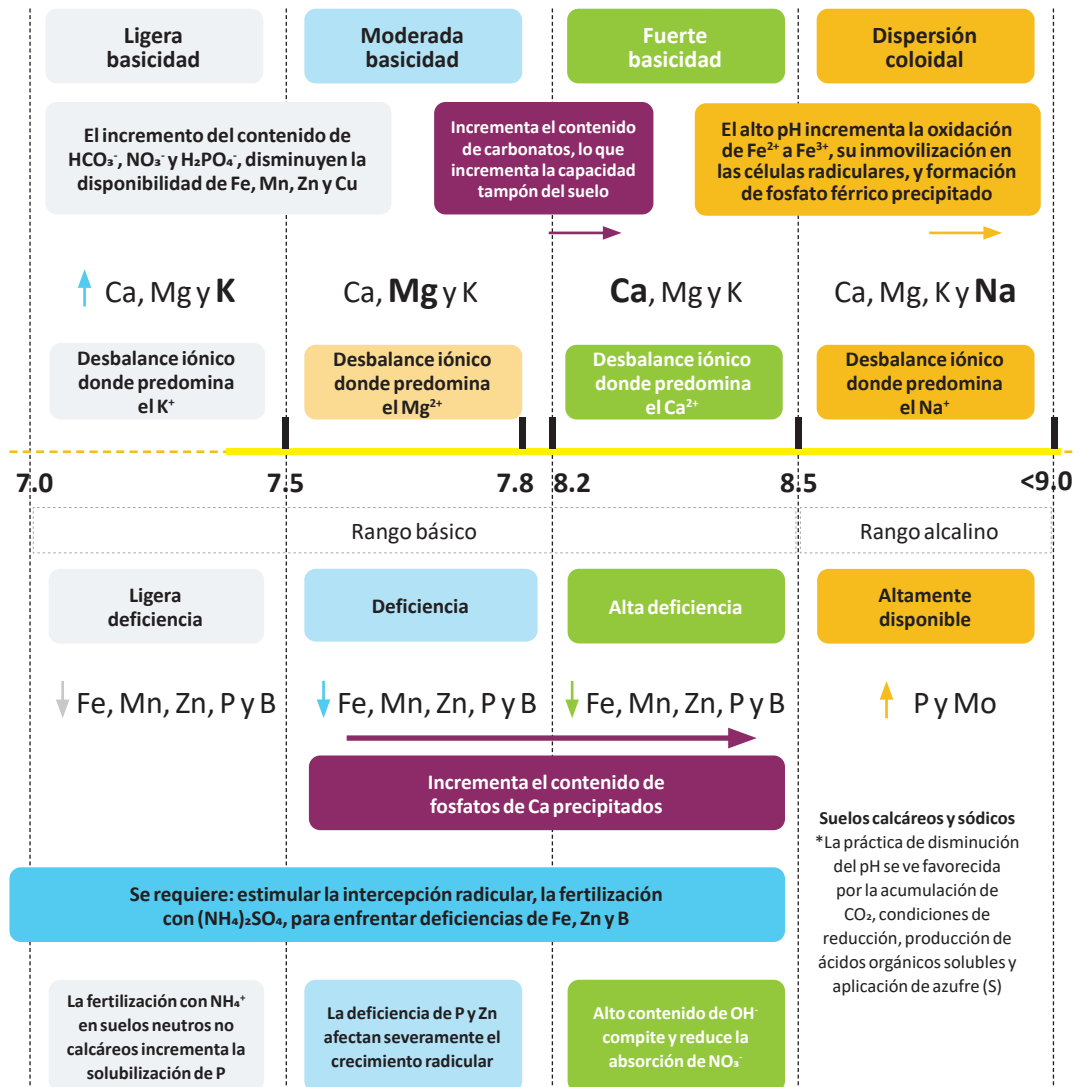 Ligera
basicidad
Moderada
basicidad
Fuerte
basicidad
Dispersión
coloidal
El incremento del contenido de
HCO₃⁻, NO₃⁻ y H₂PO₄⁻, disminuyen la
disponibilidad de Fe, Mn, Zn y Cu
Incrementa el contenido
de carbonatos, lo que
incrementa la capacidad
tampón del suelo
El alto pH incrementa la oxidación
de Fe²⁺ a Fe³⁺, su inmovilización en
las células radiculares, y formación
de fosfato férrico precipitado
Ca, Mg y K
Ca, Mg y K
Ca, Mg y K
Ca, Mg, K y Na
Desbalance iónico
donde predomina
el K⁺
Desbalance iónico
donde predomina
el Mg²⁺
Desbalance iónico
donde predomina
el Ca²⁺
Desbalance iónico
donde predomina
el Na⁺
7.0 7.5 7.8 8.2 8.5 <9.0
Rango básico
Rango alcalino
Ligera
deficiencia
Deficiencia
Alta deficiencia
Altamente
disponible
Fe, Mn, Zn, P y B
Fe, Mn, Zn, P y B
Fe, Mn, Zn, P y B
P y Mo
Incrementa el contenido de
fosfatos de Ca precipitados
Suelos calcáreos y sódicos
*La práctica de disminución
del pH se ve favorecida
por la acumulación de
CO₂, condiciones de
reducción, producción de
ácidos orgánicos solubles y
aplicación de azufre (S)
Se requiere: estimular la intercepción radicular, la fertilización
con (NH₄)₂SO₄, para enfrentar deficiencias de Fe, Zn y B
La fertilización con NH₄⁺
en suelos neutros no
calcáreos incrementa la
solubilización de P
La deficiencia de P y Zn
afectan severamente el
crecimiento radicular
Alto contenido de OH⁻
compite y reduce la
absorción de NO₃⁻